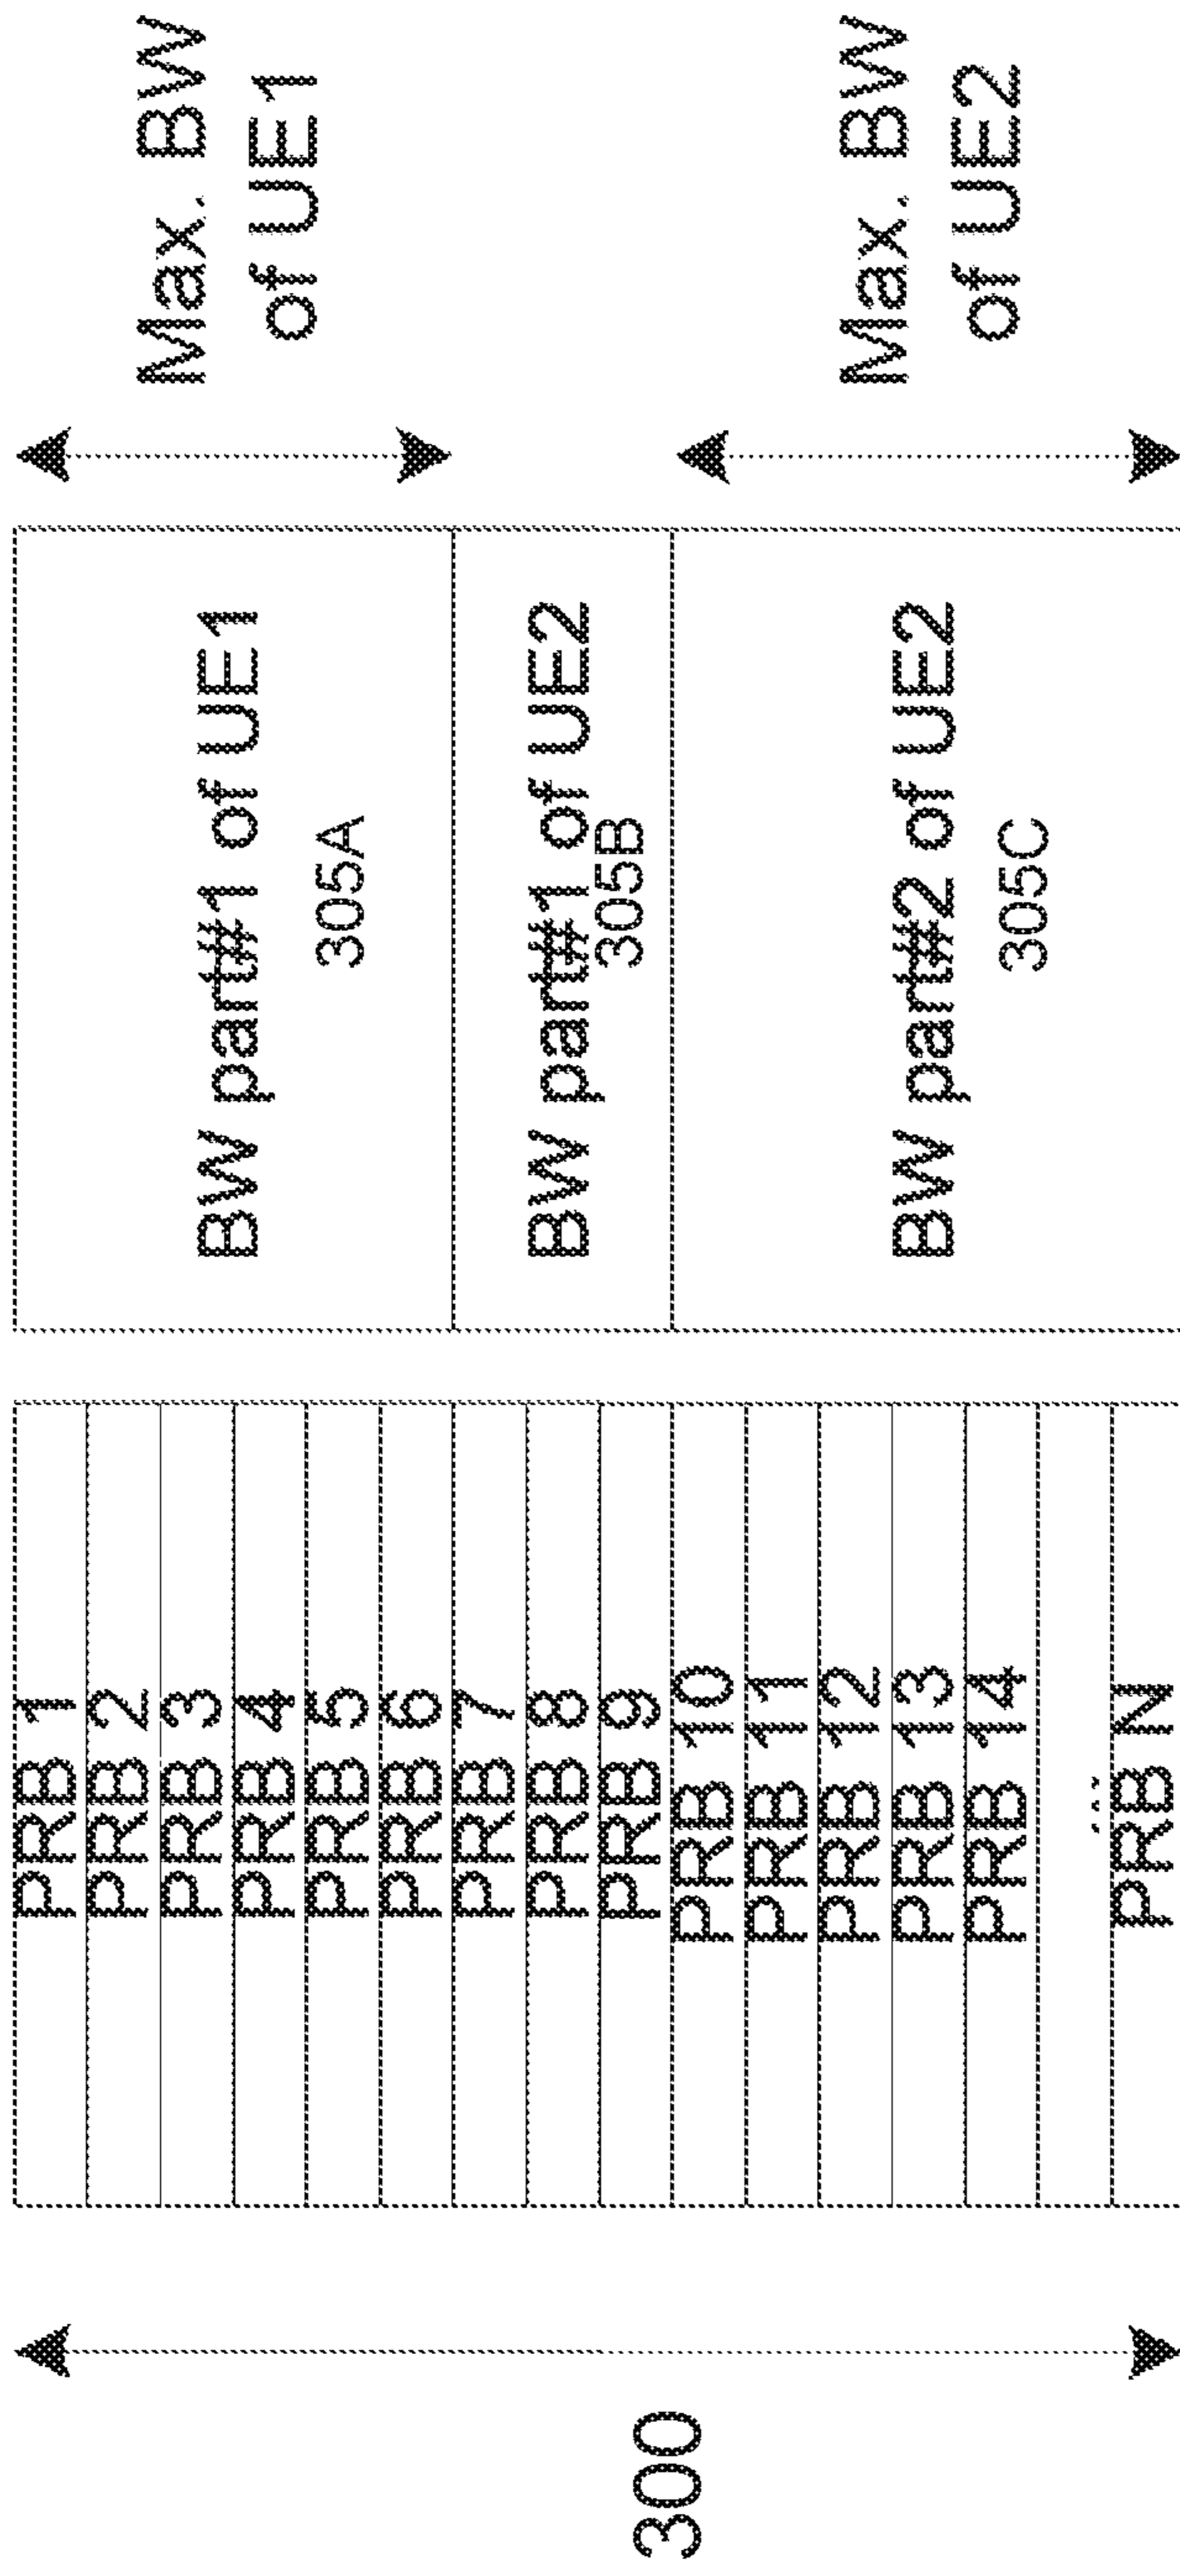 300
PRB 1
PRB 2
PRB 3
PRB 4
PRB 5
PRB 6
PRB 7
PRB 8
PRB 9
PRB 10
PRB 11
PRB 12
PRB 13
PRB 14
...
PRB N
BW part#1 of UE1
305A
BW part#1 of UE2
305B
BW part#2 of UE2
305C
Max. BW
of UE1
Max. BW
of UE2